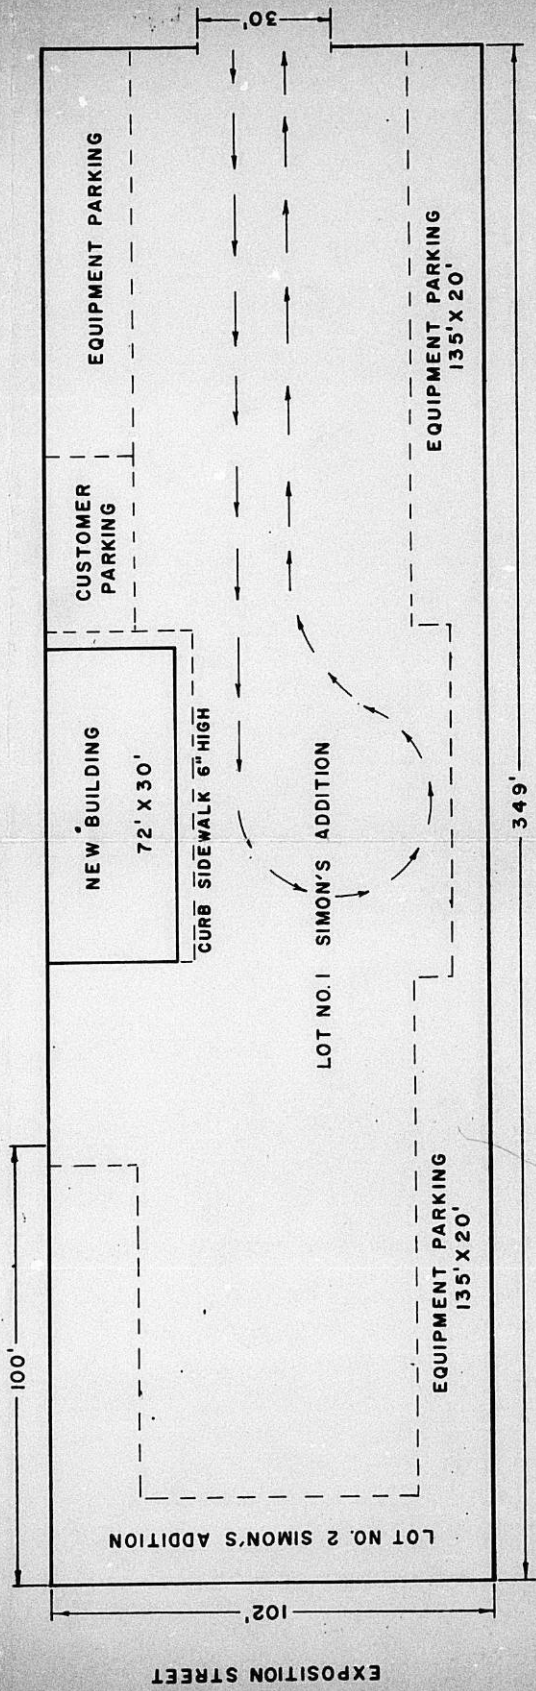 30'
EQUIPMENT PARKING
EQUIPMENT PARKING
135' X 20'
CUSTOMER
PARKING
NEW BUILDING
72' X 30'
CURB SIDEWALK 6" HIGH
LOT NO. 1 SIMON'S ADDITION
349'
100'
EQUIPMENT PARKING
135' X 20'
LOT NO. 2 SIMON'S ADDITION
102'
EXPOSITION STREET